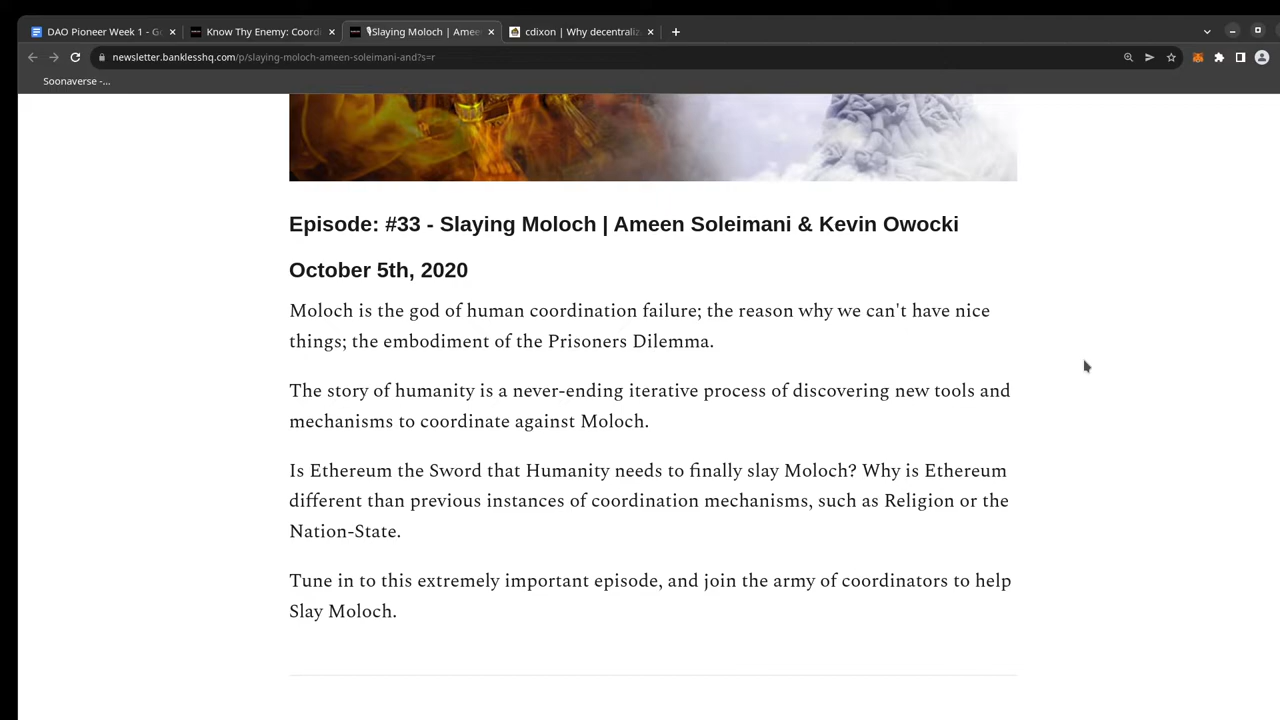 DAO Pioneer Week 1 - Go
Know Thy Enemy: Coordi
🎙Slaying Moloch | Ameen
cdixon | Why decentraliz
newsletter.banklesshq.com/p/slaying-moloch-ameen-soleimani-and?s=r
Soonaverse -...
Episode: #33 - Slaying Moloch | Ameen Soleimani & Kevin Owocki
October 5th, 2020
Moloch is the god of human coordination failure; the reason why we can't have nice
things; the embodiment of the Prisoners Dilemma.
The story of humanity is a never-ending iterative process of discovering new tools and
mechanisms to coordinate against Moloch.
Is Ethereum the Sword that Humanity needs to finally slay Moloch? Why is Ethereum
different than previous instances of coordination mechanisms, such as Religion or the
Nation-State.
Tune in to this extremely important episode, and join the army of coordinators to help
Slay Moloch.